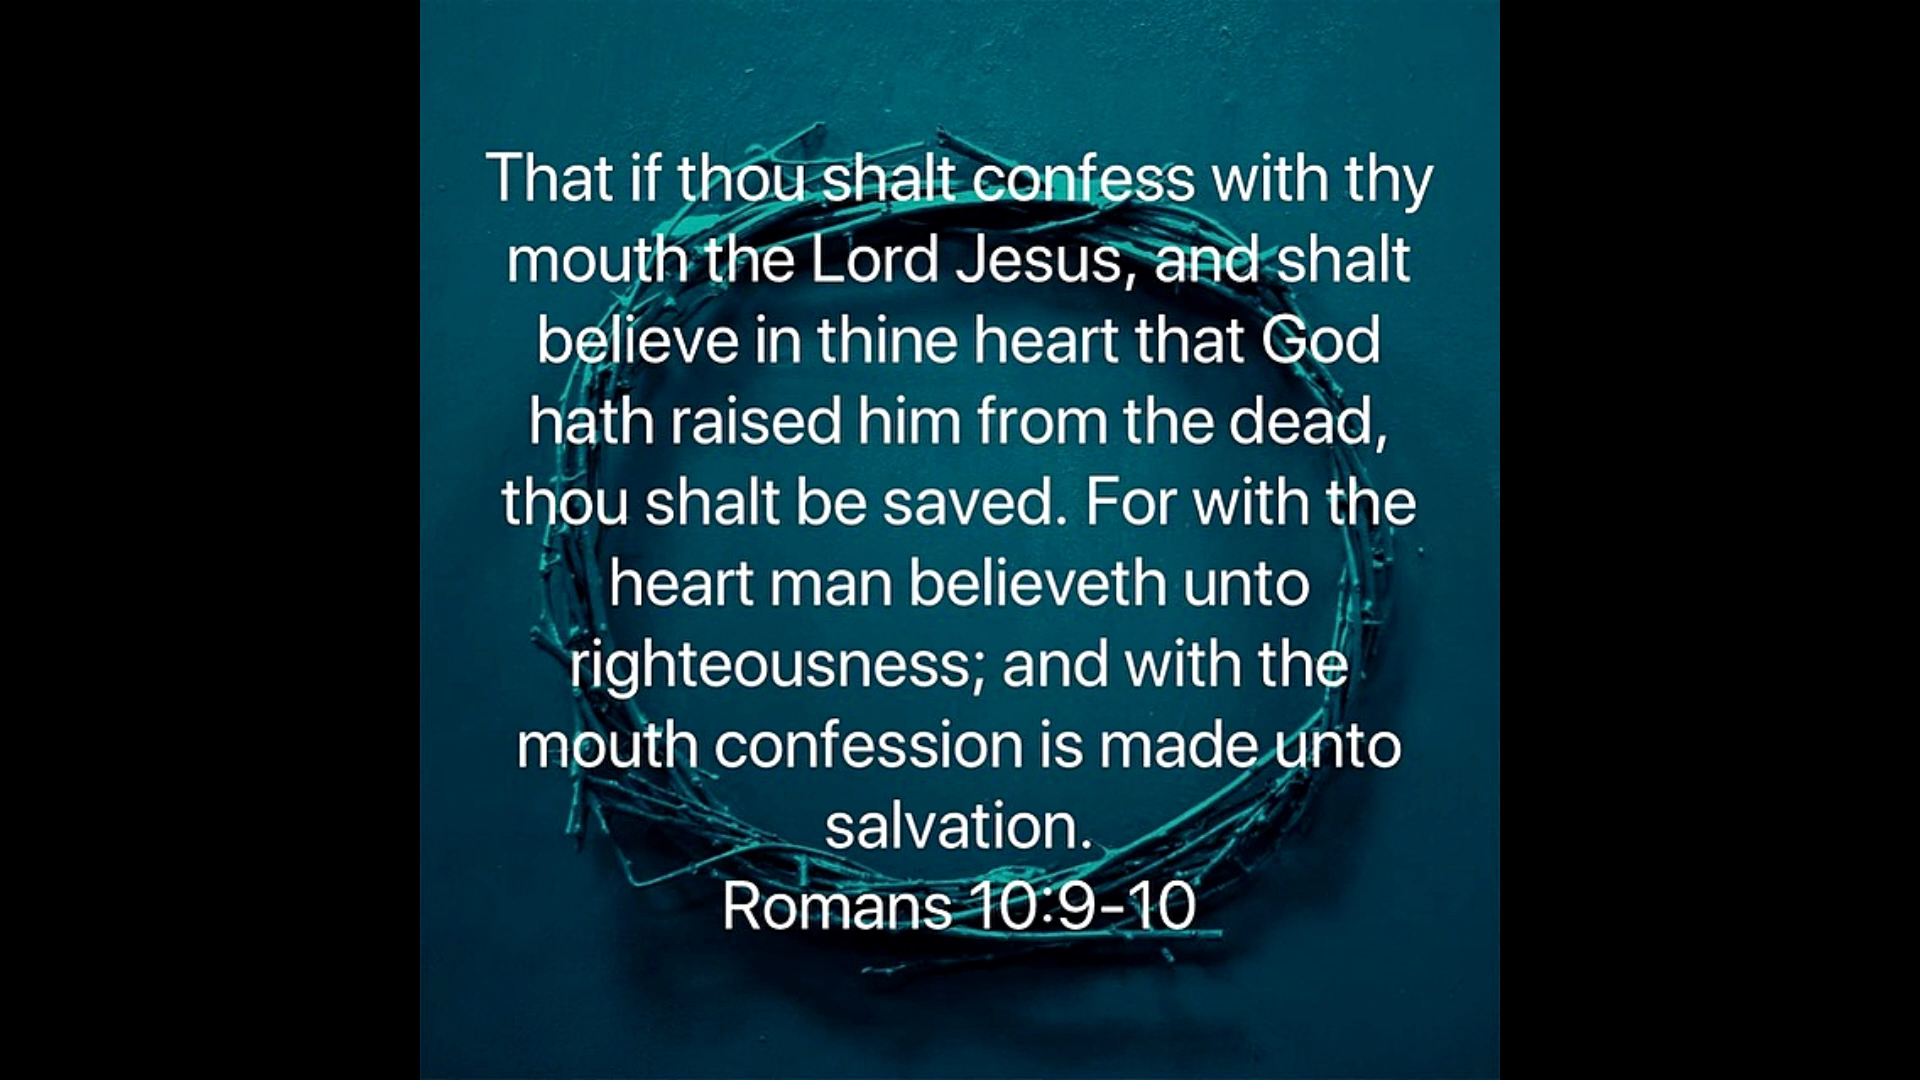 That if thou shalt confess with thy
mouth the Lord Jesus, and shalt
believe in thine heart that God
hath raised him from the dead,
thou shalt be saved. For with the
heart man believeth unto
righteousness; and with the
mouth confession is made unto
salvation.
Romans 10:9-10